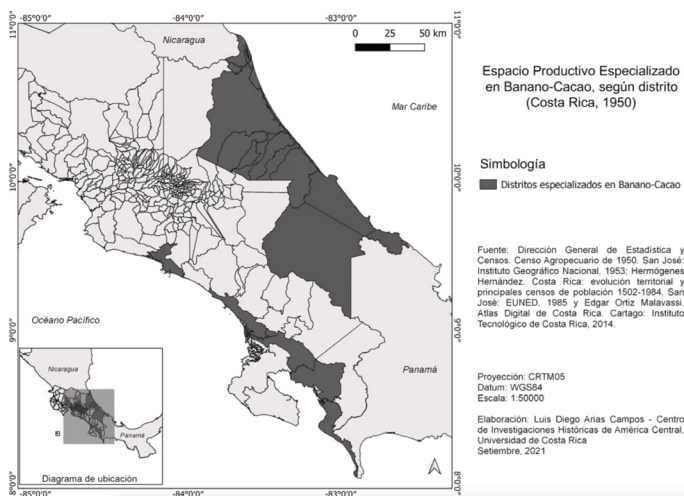 -85°0'0"
-84°0'0"
-83°0'0"
11°0'0"
11°0'0"
Nicaragua
0 25 50 km
Mar Caribe
10°0'0"
10°0'0"
9°0'0"
9°0'0"
Océano Pacífico
Panamá
Nicaragua
Panamá
Diagrama de ubicación
8°0'0"
8°0'0"
-85°0'0"
-84°0'0"
-83°0'0"
Espacio Productivo Especializado
en Banano-Cacao, según distrito
(Costa Rica, 1950)
Simbología
Distritos especializados en Banano-Cacao
Fuente: Dirección General de Estadística y
Censos. Censo Agropecuario de 1950. San José:
Instituto Geográfico Nacional, 1953; Hermógenes
Hernández. Costa Rica: evolución territorial y
principales censos de población 1502-1984. San
José: EUNED, 1985 y Edgar Ortiz Malavassi.
Atlas Digital de Costa Rica. Cartago: Instituto
Tecnológico de Costa Rica, 2014.
Proyección: CRTM05
Datum: WGS84
Escala: 1:50000
Elaboración: Luis Diego Arias Campos - Centro
de Investigaciones Históricas de América Central,
Universidad de Costa Rica
Setiembre, 2021